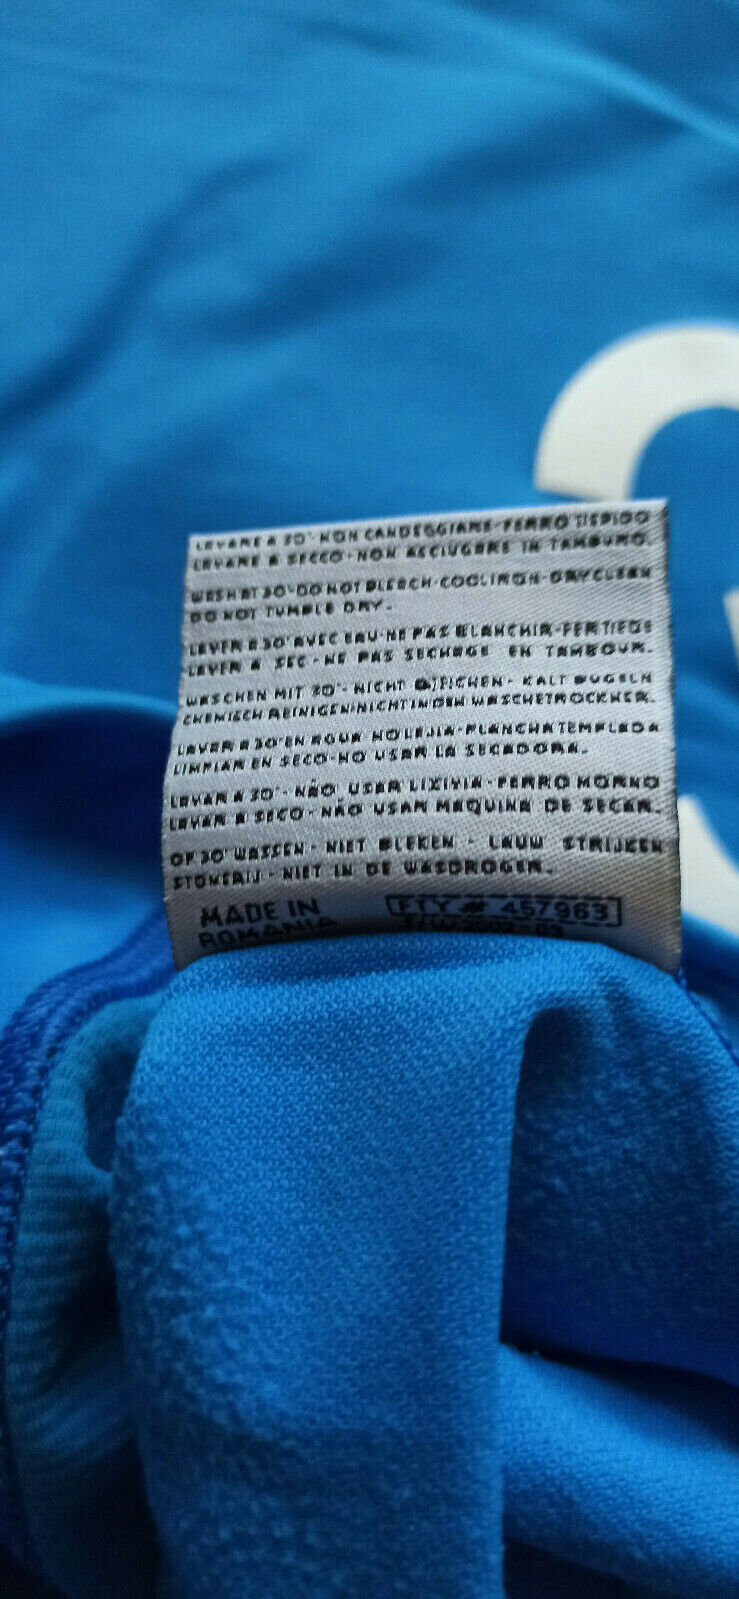 LAVARE A 30°-NON CANDEGGIARE-FERRO TIEPIDO
LAVARE A SECCO-NON ASCIUGARE IN TAMBURO.
WASH AT 30-DO NOT BLEACH-COOL IRON-DRYCLEAN
DO NOT TUMBLE DRY.
LAVER A 30°AVEC EAU-NE PAS BLANCHIR-FER TIEDE
LAVER A SEC-NE PAS SECHAGE EN TAMBOUR.
WASCHEN MIT 30°-NICHT BLEICHEN-KALT BUGELN
CHEMISCH REINIGEN-NICHT IN DEN WASCHETROCKNER.
LAVAR A 30°EN AGUA NO LEJIA-PLANCHA TEMPLADA
LIMPIAR EN SECO-NO USAR LA SECADORA.
LAVAR A 30°-NÃO USAR LIXIVIA-FERRO MORNO
LAVAR A SECO-NÃO USAR MAQUINA DE SECAR.
OP 30°WASSEN-NIET BLEKEN-LAUW STRIJKEN
STOMERIJ-NIET IN DE WASDROGER.
MADE IN FTY # 457963
ROMANIA